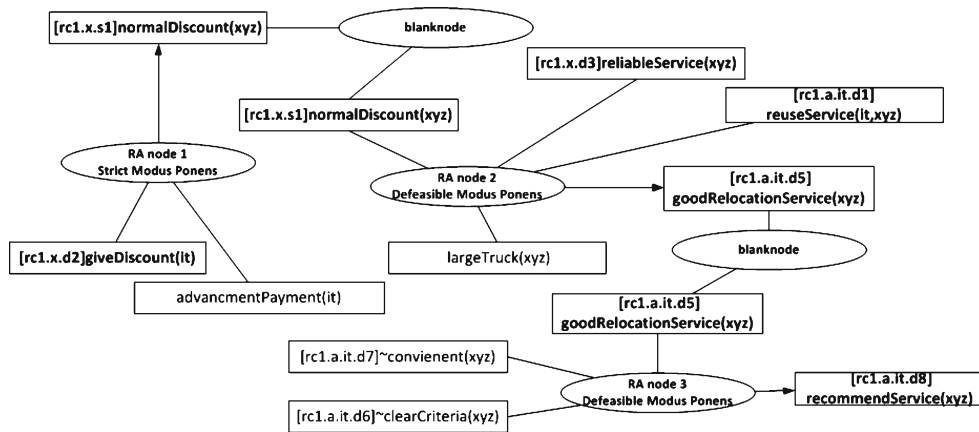 [rc1.x.s1]normalDiscount(xyz)
blanknode
[rc1.x.d3]reliableService(xyz)
[rc1.a.it.d1]
reuseService(it,xyz)
[rc1.x.s1]normalDiscount(xyz)
RA node 1
Strict Modus Ponens
RA node 2
Defeasible Modus Ponens
[rc1.a.it.d5]
goodRelocationService(xyz)
[rc1.x.d2]giveDiscount(it)
largeTruck(xyz)
blanknode
advancmentPayment(it)
[rc1.a.it.d5]
goodRelocationService(xyz)
[rc1.a.it.d7]~convienent(xyz)
RA node 3
Defeasible Modus Ponens
[rc1.a.it.d8]
recommendService(xyz)
[rc1.a.it.d6]~clearCriteria(xyz)